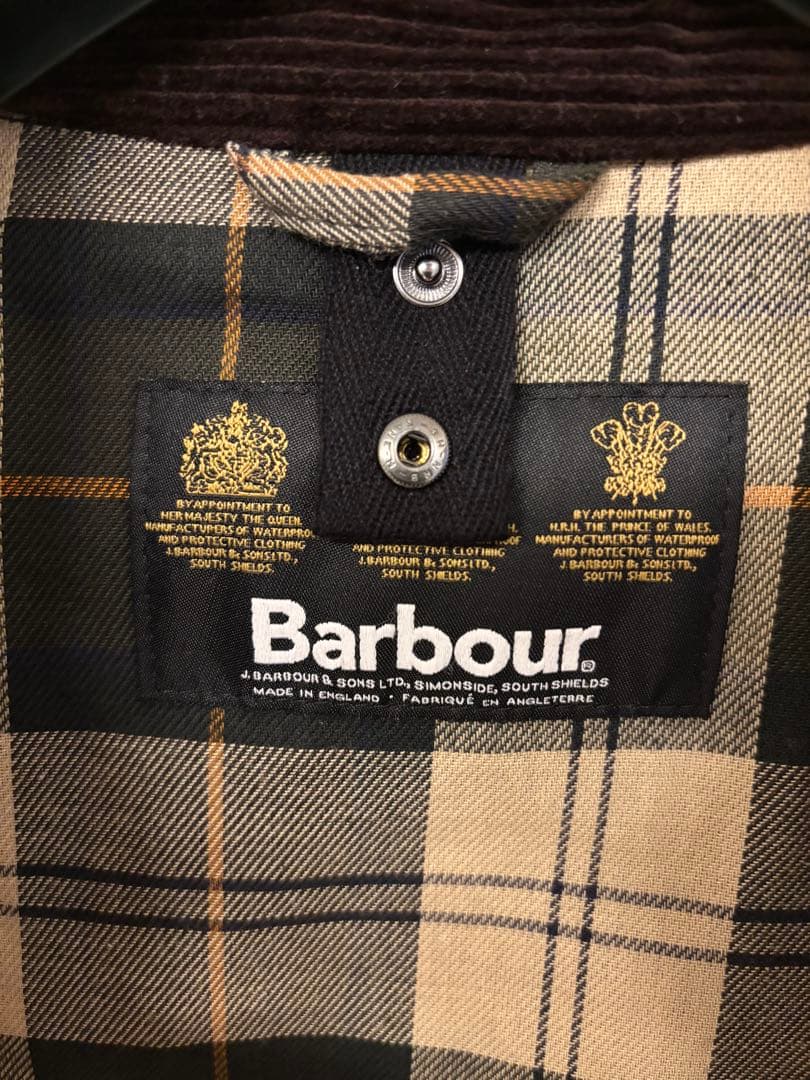 BY APPOINTMENT TO
HER MAJESTY THE QUEEN
MANUFACTURERS OF WATERPROOF
AND PROTECTIVE CLOTHING
J.BARBOUR & SONS LTD.,
SOUTH SHIELDS.
H.
AND PROTECTIVE CLOTHING
J.BARBOUR & SONS LTD.
SOUTH SHIELDS.
BY APPOINTMENT TO
H.R.H. THE PRINCE OF WALES.
MANUFACTURERS OF WATERPROOF
AND PROTECTIVE CLOTHING
J.BARBOUR & SONS LTD.
SOUTH SHIELDS.
Barbour®
J. BARBOUR & SONS LTD., SIMONSIDE, SOUTH SHIELDS
MADE IN ENGLAND · FABRIQUÉ EN ANGLETERRE